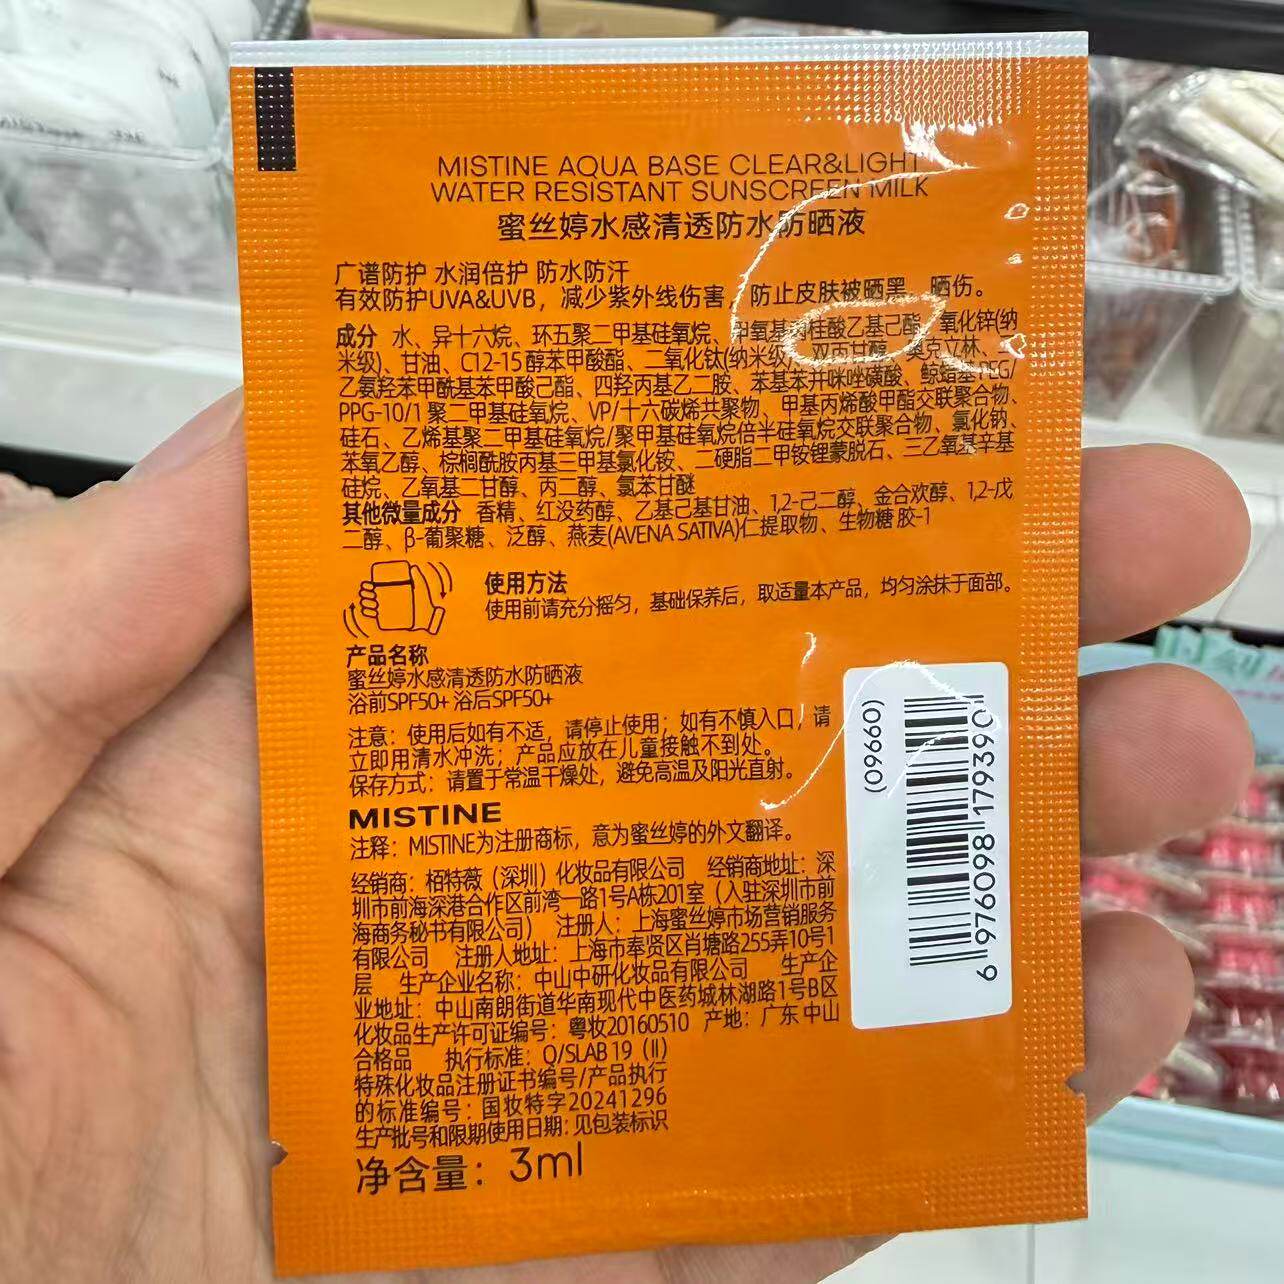 MISTINE AQUA BASE CLEAR&LIGHT
WATER RESISTANT SUNSCREEN MILK
蜜丝婷水感清透防水防晒液
广谱防护 水润倍护 防水防汗
有效防护UVA&UVB，减少紫外线伤害，防止皮肤被晒黑、晒伤。
成分 水、异十六烷、环五聚二甲基硅氧烷、甲氧基肉桂酸乙基己酯、氧化锌(纳
米级)、甘油、C12-15醇苯甲酸酯、二氧化钛(纳米级)、双丙甘醇、奥克立林、二
乙氨羟苯甲酰基苯甲酸己酯、四羟丙基乙二胺、苯基苯并咪唑磺酸、鲸蜡基PEG/
PPG-10/1聚二甲基硅氧烷、VP/十六碳烯共聚物、甲基丙烯酸甲酯交联聚合物、
硅石、乙烯基聚二甲基硅氧烷/聚甲基硅氧烷倍半硅氧烷交联聚合物、氯化钠、
苯氧乙醇、棕榈酰胺丙基三甲基氯化铵、二硬脂二甲铵锂蒙脱石、三乙氧基辛基
硅烷、乙氧基二甘醇、丙二醇、氯苯甘醚
其他微量成分 香精、红没药醇、乙基己基甘油、1,2-己二醇、金合欢醇、1,2-戊
二醇、β-葡聚糖、泛醇、燕麦(AVENA SATIVA)仁提取物、生物糖胶-1
使用方法
使用前请充分摇匀，基础保养后，取适量本产品，均匀涂抹于面部。
产品名称
蜜丝婷水感清透防水防晒液
浴前SPF50+ 浴后SPF50+
注意：使用后如有不适，请停止使用；如有不慎入口，请
立即用清水冲洗；产品应放在儿童接触不到处。
保存方式：请置于常温干燥处，避免高温及阳光直射。
MISTINE
注释：MISTINE为注册商标，意为蜜丝婷的外文翻译。
经销商：栢特薇（深圳）化妆品有限公司 经销商地址：深
圳市前海深港合作区前湾一路1号A栋201室（入驻深圳市前
海商务秘书有限公司） 注册人：上海蜜丝婷市场营销服务
有限公司 注册人地址：上海市奉贤区肖塘路255弄10号1
层 生产企业名称：中山中研化妆品有限公司 生产企
业地址：中山南朗街道华南现代中医药城林湖路1号B区
化妆品生产许可证编号：粤妆20160510 产地：广东中山
合格品 执行标准：Q/SLAB 19（II）
特殊化妆品注册证书编号/产品执行
的标准编号：国妆特字20241296
生产批号和限期使用日期：见包装标识
净含量：3ml
6976098179390
(09960)